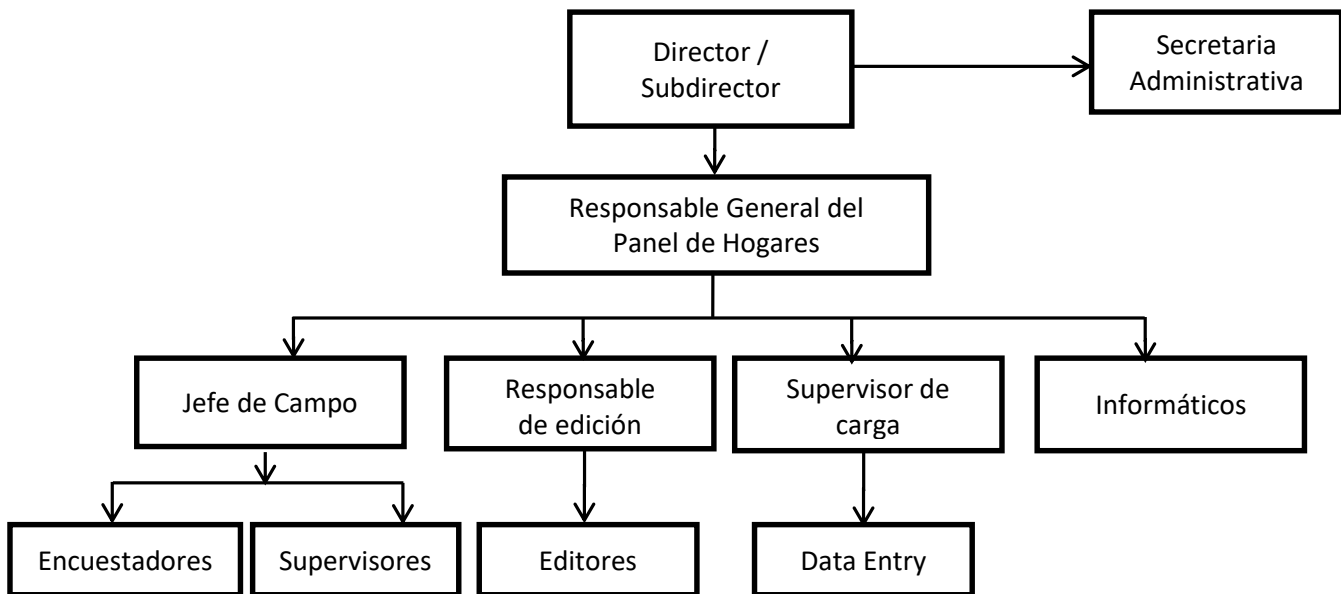 Director /
Subdirector
Secretaria
Administrativa
Responsable General del
Panel de Hogares
Jefe de Campo
Responsable
de edición
Supervisor de
carga
Informáticos
Encuestadores
Supervisores
Editores
Data Entry